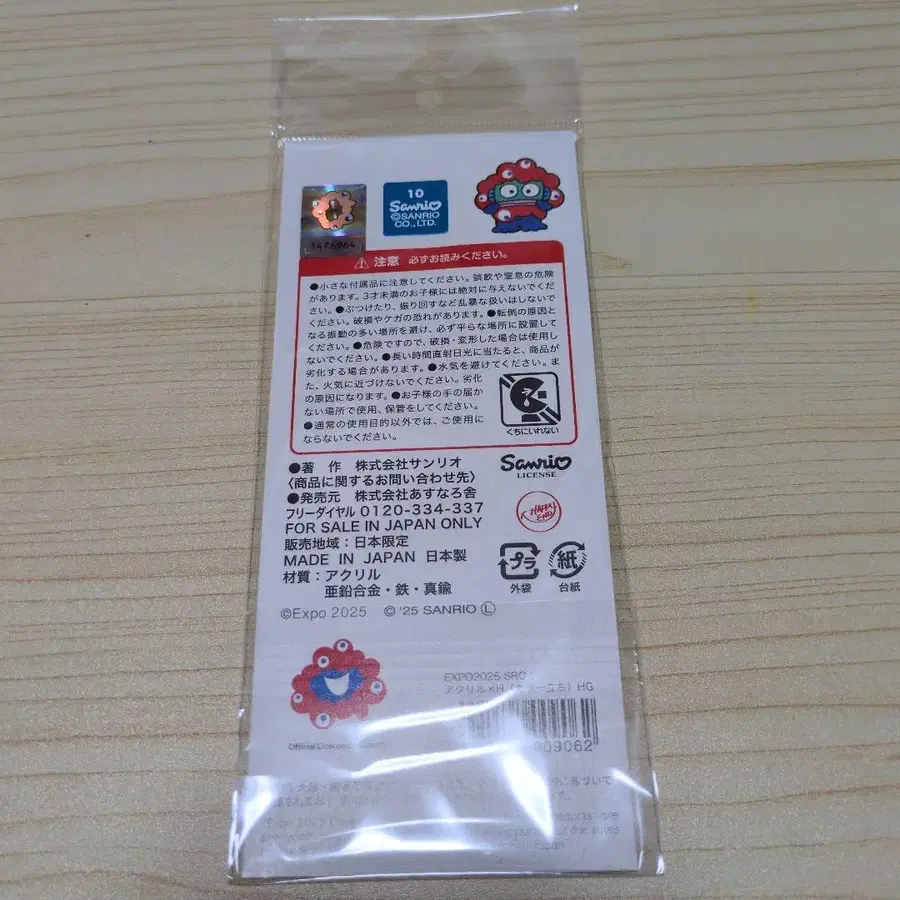 1476964
10
Sanrio
©SANRIO
CO.,LTD.
注意 必ずお読みください。
●小さな付属品に注意してください。誤飲や窒息の危険
があります。3才未満のお子様には絶対に与えないでくださ
い。●ぶつけたり、振り回すなど乱暴な扱いはしないで
ください。破損やケガの恐れがあります。●転倒の原因と
なる振動の多い場所を避け、必ず平らな場所に設置して
ください。●危険ですので、破損・変形した場合は使用し
ないでください。●長い時間直射日光に当たると、商品が
劣化する場合があります。●水気を避けてください。ま
た、火気に近づけないでください。劣化
の原因になります。●お子様の手の届か
ない場所で使用、保管をしてください。
●通常の使用目的以外では、ご使用に
ならないでください。
くちにいれない
●著 作 株式会社サンリオ
〈商品に関するお問い合わせ先〉
●発売元 株式会社あすなろ舎
フリーダイヤル 0120-334-337
FOR SALE IN JAPAN ONLY
販売地域：日本限定
MADE IN JAPAN 日本製
材質：アクリル
亜鉛合金・鉄・真鍮
Sanrio
LICENSE
プラ
外袋
紙
台紙
©Expo 2025 © '25 SANRIO Ⓛ
EXPO2025 SRC
HG
09062
Official Licensed